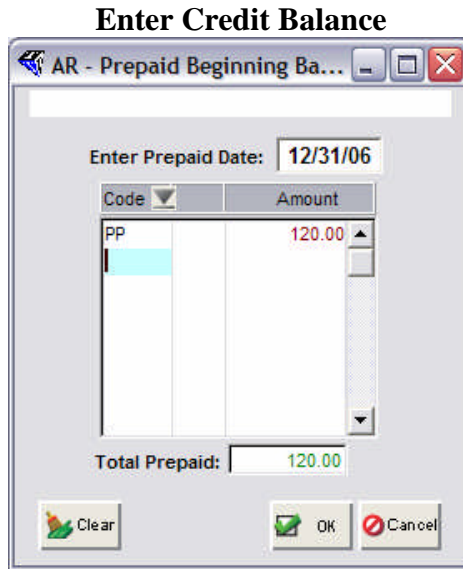 Enter Credit Balance
AR - Prepaid Beginning Ba...
Enter Prepaid Date: 12/31/06
Code Amount
PP 120.00
Total Prepaid: 120.00
Clear OK Cancel